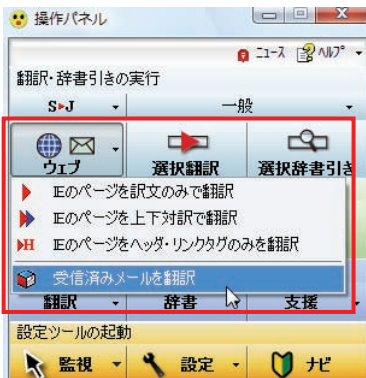 操作パネル
ニュース ヘルプ
翻訳・辞書引きの実行
S▸J 一般
ウェブ 選択翻訳 選択辞書引き
IEのページを訳文のみで翻訳
IEのページを上下対訳で翻訳
H IEのページをヘッダ・リンクタグのみを翻訳
受信済みメールを翻訳
翻訳 辞書 支援
設定ツールの起動
監視 設定 ナビ